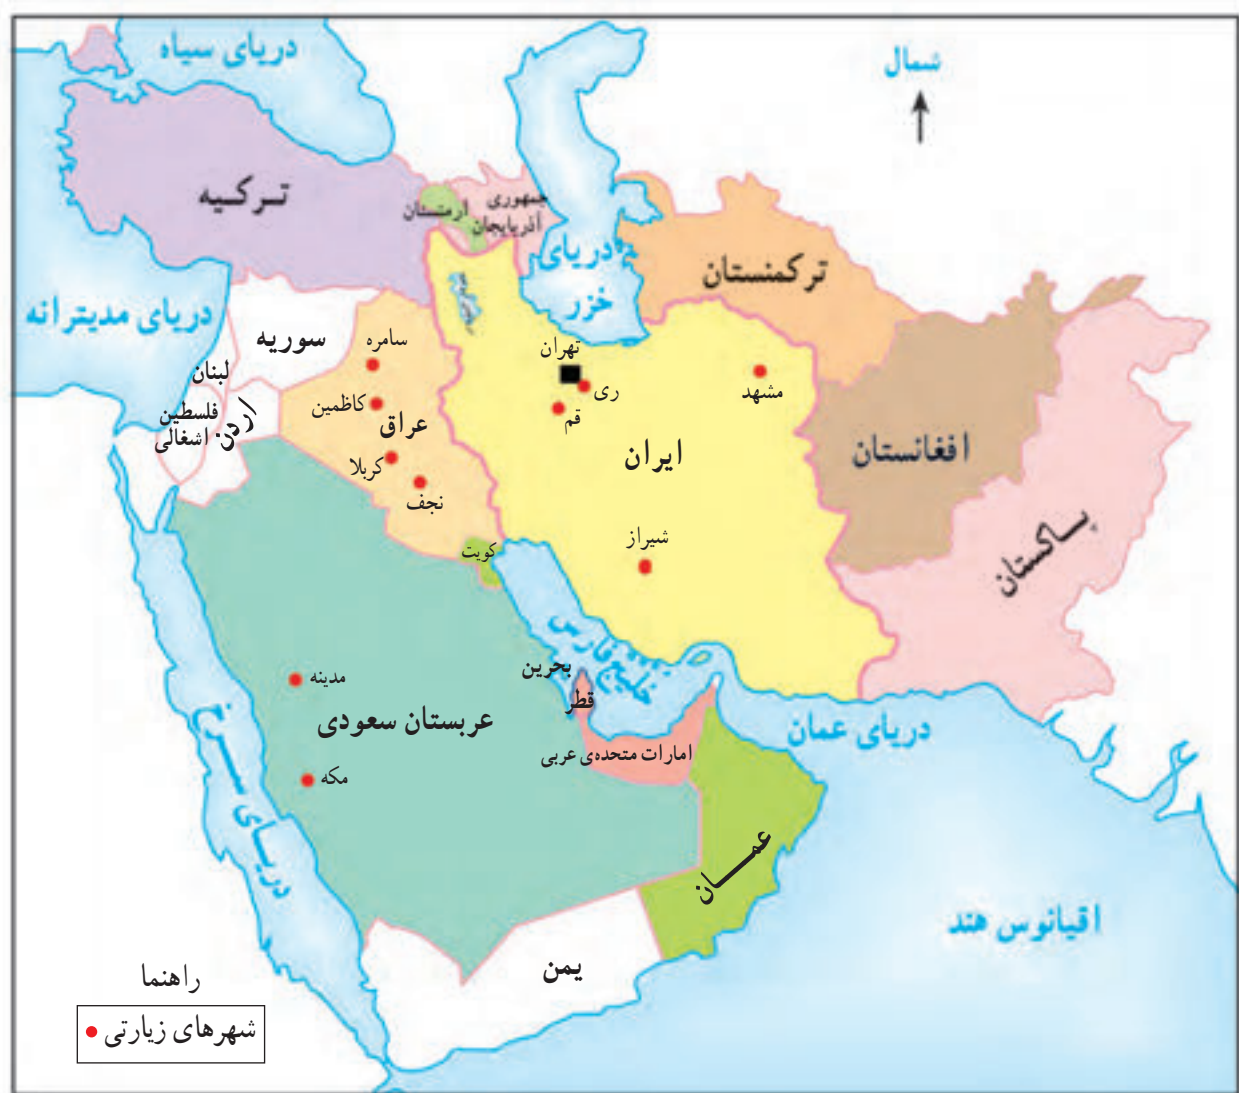 دریای سیاه
شمال
ترکیه
ارمنستان
جمهوری
آذربایجان
دریای
خزر
ترکمنستان
دریای مدیترانه
سوریه
لبنان
فلسطین
اشغالی
اردن
سامره
کاظمین
عراق
کربلا
نجف
تهران
ری
قم
مشهد
ایران
شیراز
افغانستان
پاکستان
کویت
خلیج فارس
بحرین
قطر
امارات متحده‌ی عربی
دریای عمان
مدینه
عربستان سعودی
مکه
دریای سرخ
عمان
اقیانوس هند
یمن
راهنما
شهرهای زیارتی